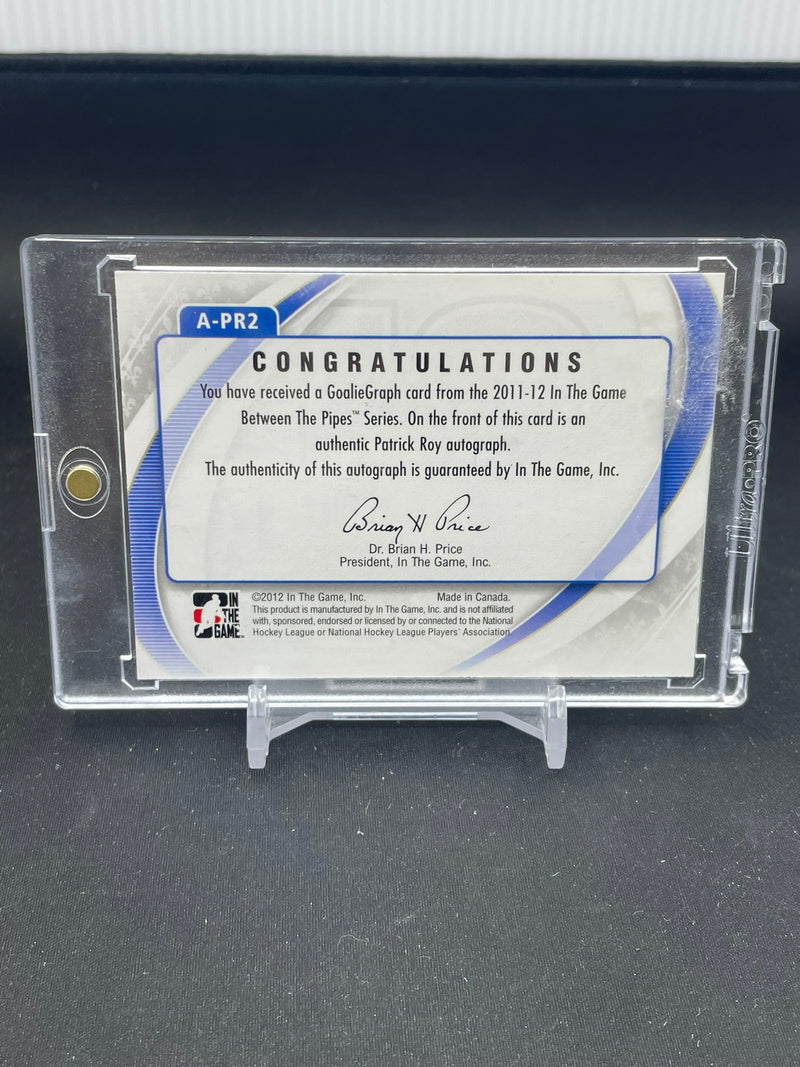 A-PR2
CONGRATULATIONS
You have received a GoalieGraph card from the 2011-12 In The Game
Between The Pipes™ Series. On the front of this card is an
authentic Patrick Roy autograph.
The authenticity of this autograph is guaranteed by In The Game, Inc.
Brian H Price
Dr. Brian H. Price
President, In The Game, Inc.
IN
THE
GAME
©2012 In The Game, Inc. Made in Canada.
This product is manufactured by In The Game, Inc. and is not affiliated
with, sponsored, endorsed or licensed by or connected to the National
Hockey League or National Hockey League Players' Association.
Ultra·PRO